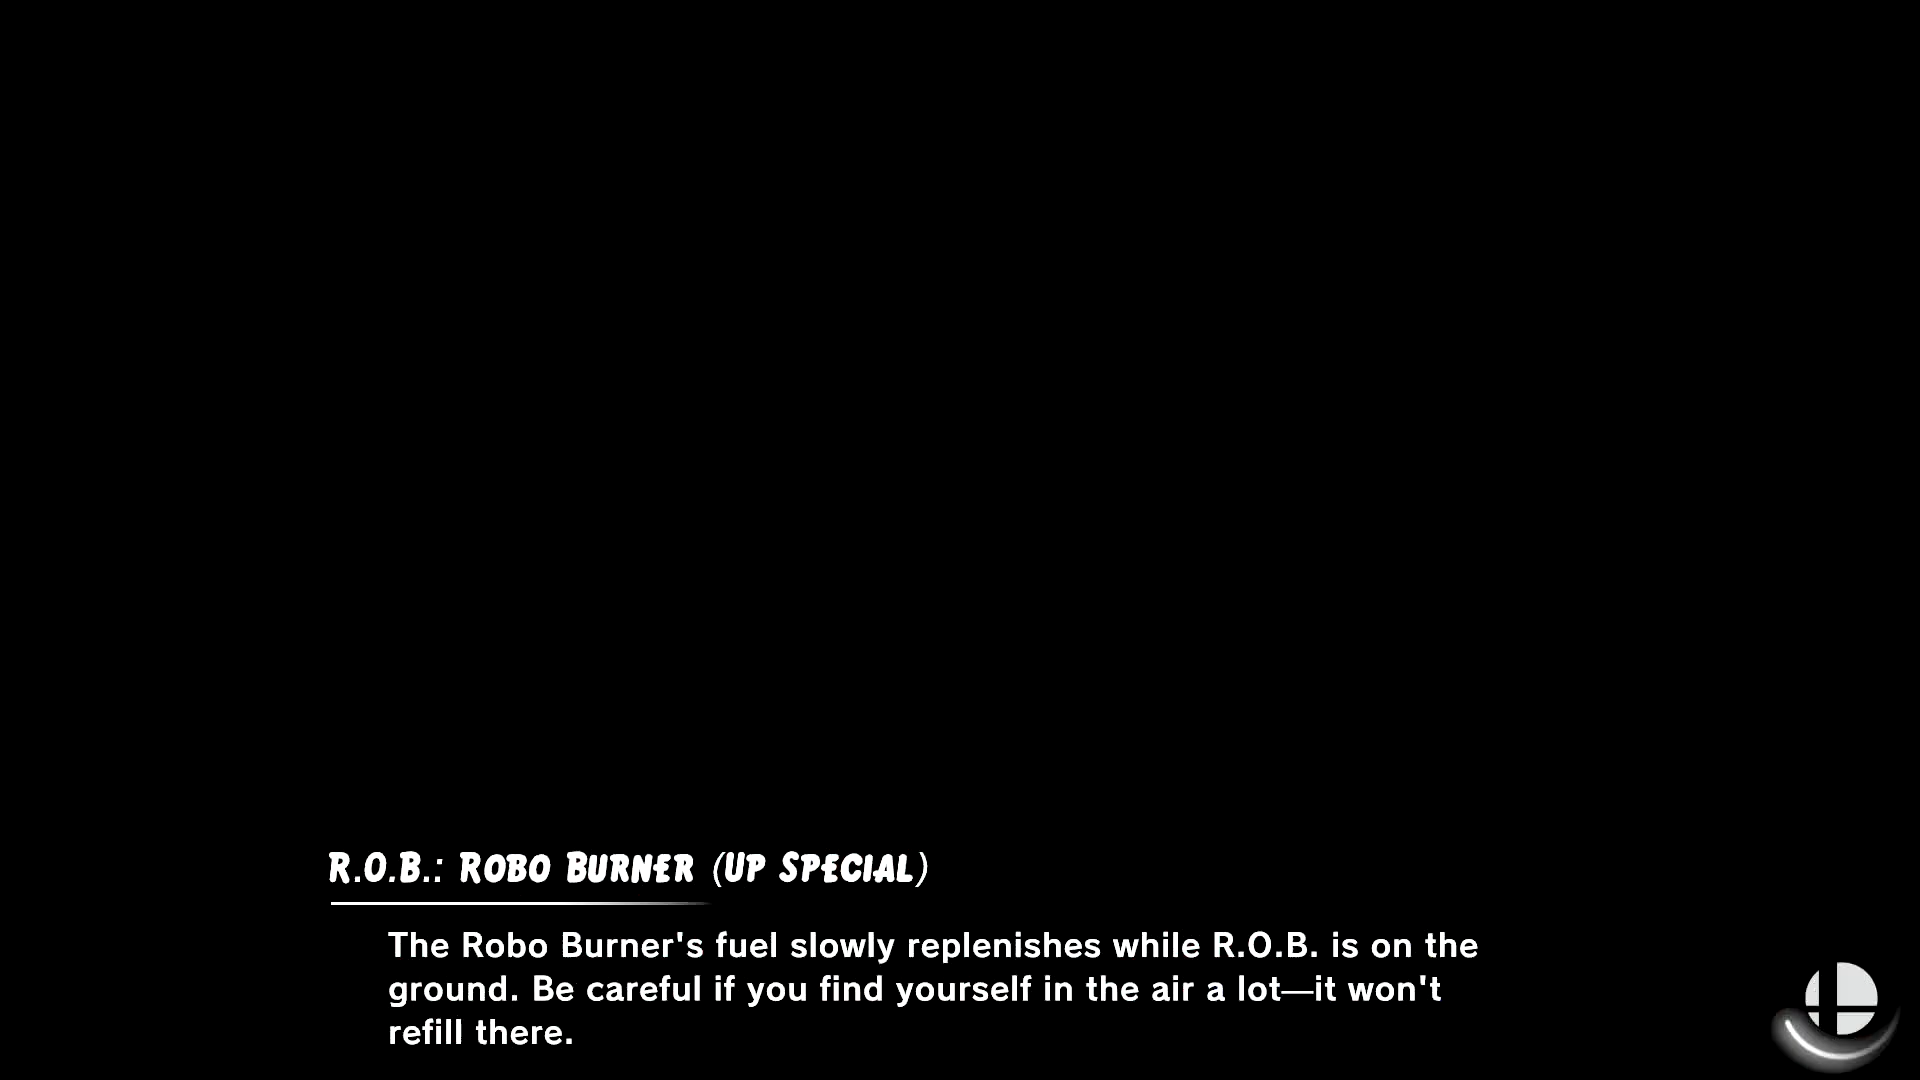 R.O.B.: Robo Burner (Up Special)
The Robo Burner's fuel slowly replenishes while R.O.B. is on the
ground. Be careful if you find yourself in the air a lot—it won't
refill there.